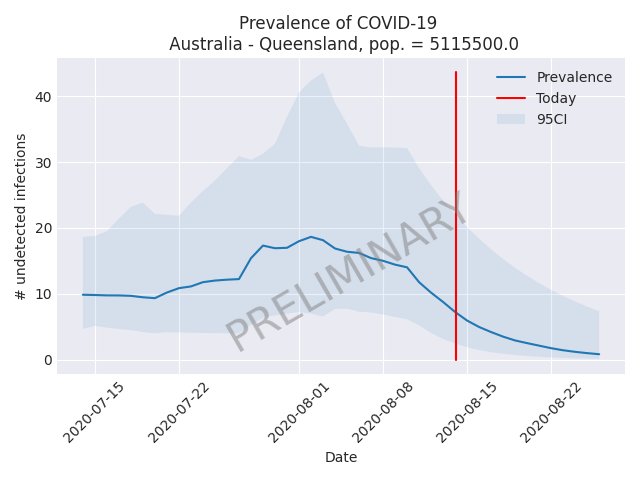 Prevalence of COVID-19
Australia - Queensland, pop. = 5115500.0
# undetected infections
40
30
20
10
0
Prevalence
Today
95CI
PRELIMINARY
2020-07-15
2020-07-22
2020-08-01
2020-08-08
2020-08-15
2020-08-22
Date